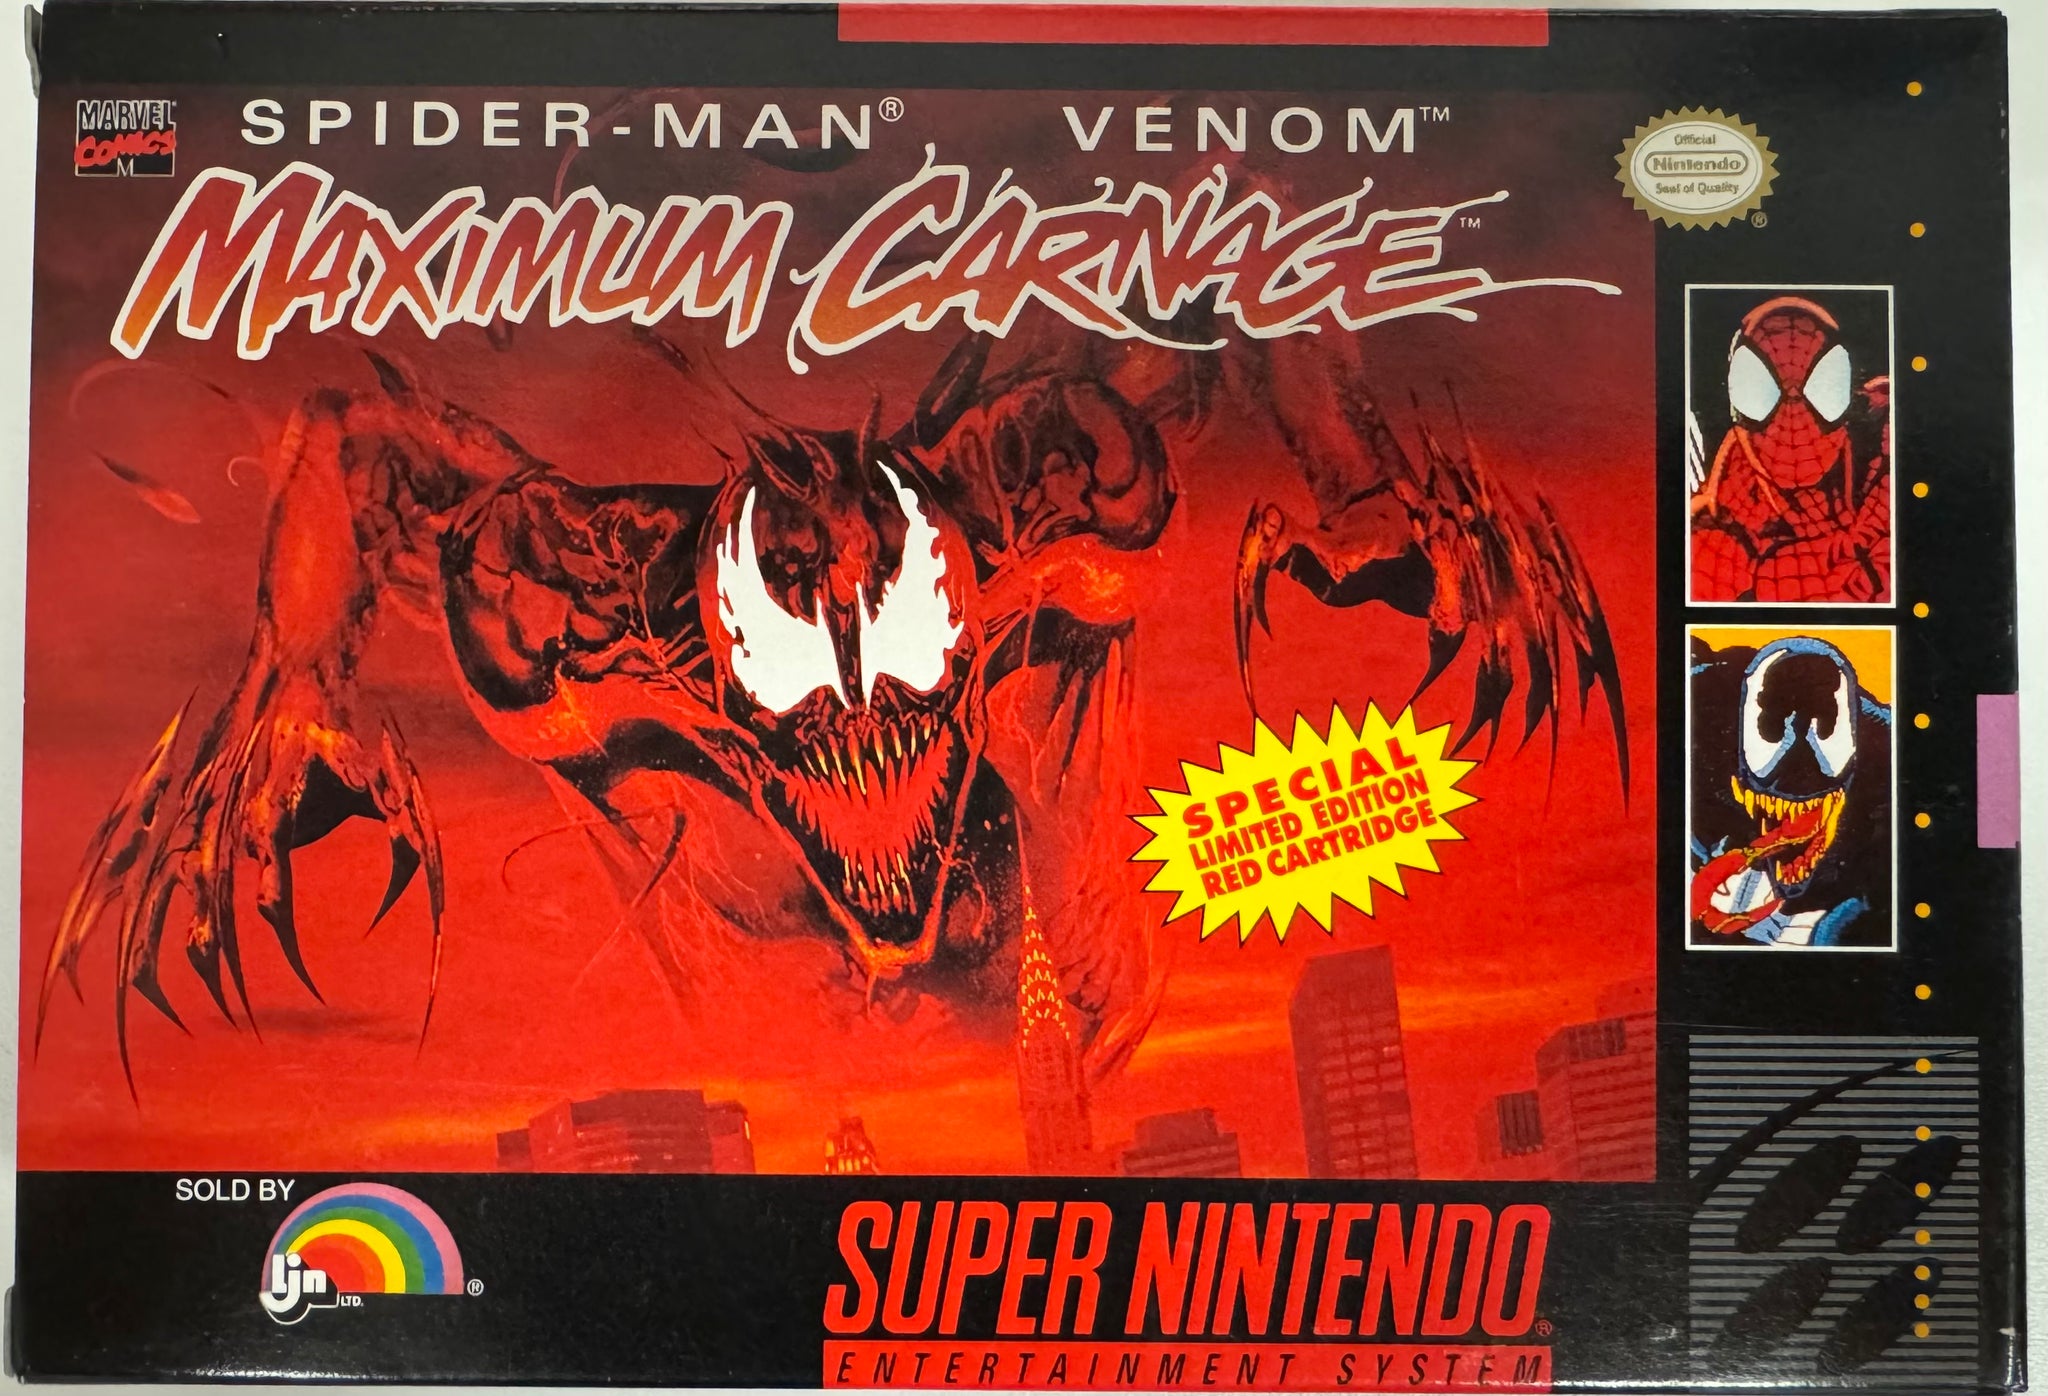 MARVEL
COMICS
M
SPIDER-MAN® VENOM™
MAXIMUM CARNAGE™
Official
Nintendo
Seal of Quality
®
SPECIAL
LIMITED EDITION
RED CARTRIDGE
SOLD BY
ljn
LTD.
®
SUPER NINTENDO®
ENTERTAINMENT SYSTEM